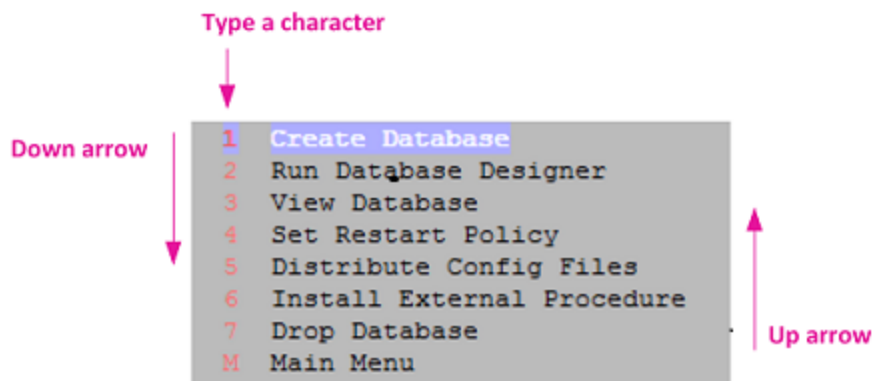 Type a character
Down arrow
1 Create Database
2 Run Database Designer
3 View Database
4 Set Restart Policy
5 Distribute Config Files
6 Install External Procedure
7 Drop Database
M Main Menu
Up arrow